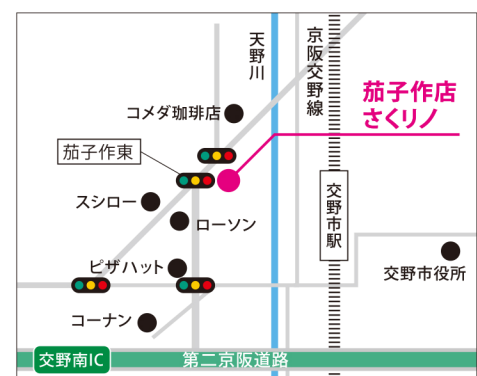 天野川
京阪交野線
茄子作店
さくリノ
コメダ珈琲店
茄子作東
スシロー
ローソン
交野市駅
ピザハット
交野市役所
コーナン
交野南IC
第二京阪道路